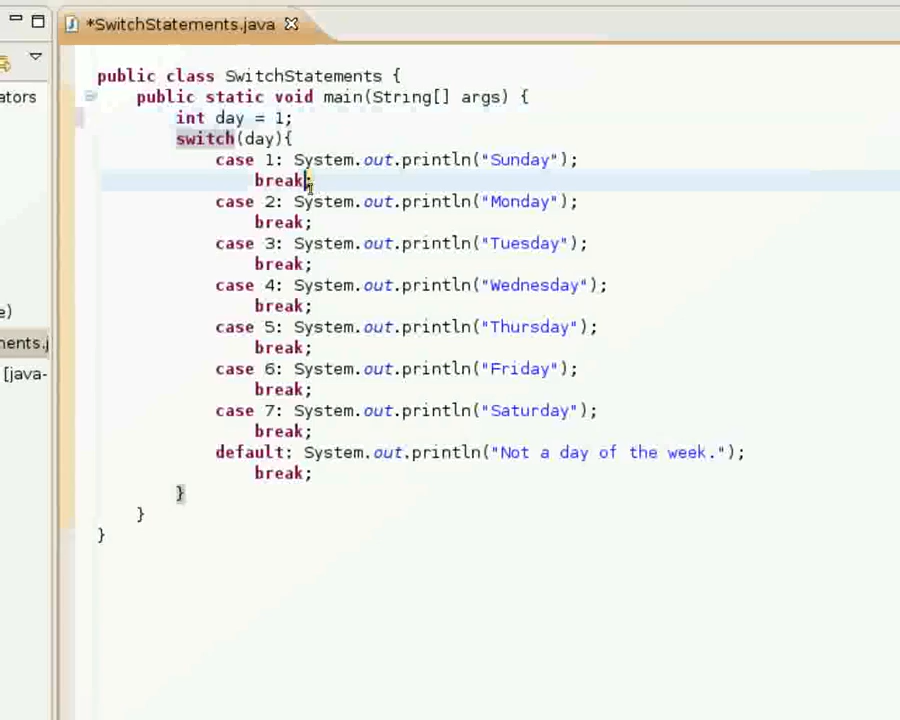 *SwitchStatements.java
public class SwitchStatements {
ators
public static void main(String[] args) {
int day = 1;
switch(day){
case 1: System.out.println("Sunday");
break;
case 2: System.out.println("Monday");
break;
case 3: System.out.println("Tuesday");
break;
case 4: System.out.println("Wednesday");
break;
e)
case 5: System.out.println("Thursday");
ments.j
break;
case 6: System.out.println("Friday");
[java-
break;
case 7: System.out.println("Saturday");
break;
default: System.out.println("Not a day of the week.");
break;
}
}
}